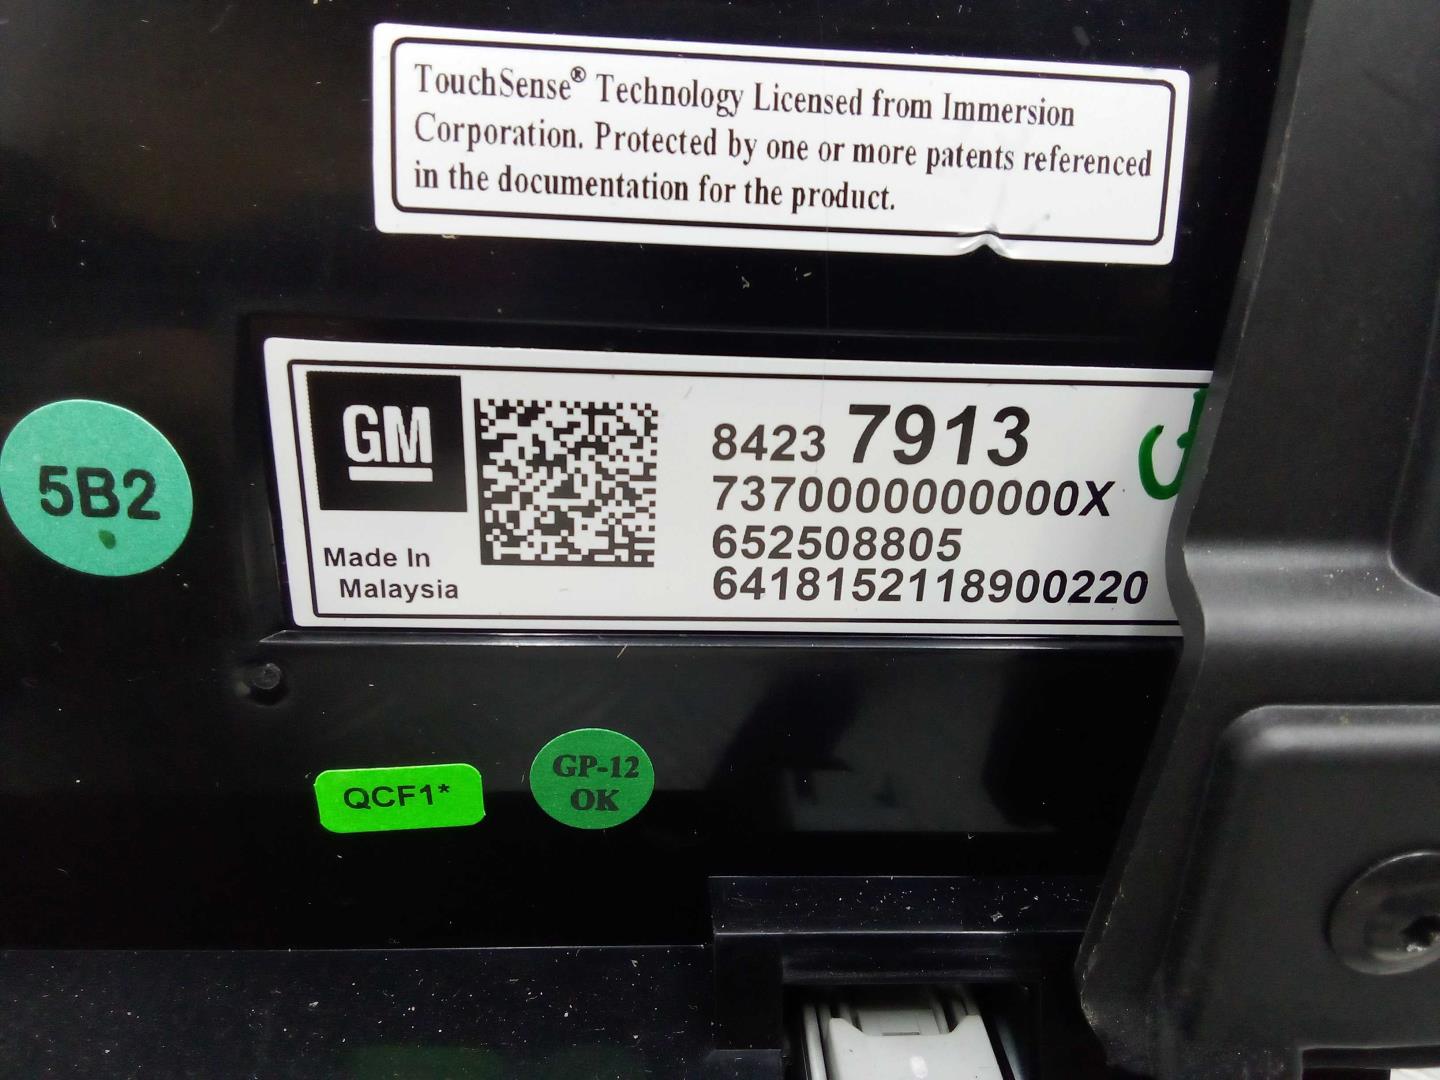 TouchSense® Technology Licensed from Immersion
Corporation. Protected by one or more patents referenced
in the documentation for the product.
GM
8423 7913
7370000000000X
652508805
6418152118900220
Made In
Malaysia
5B2
QCF1*
GP-12
OK